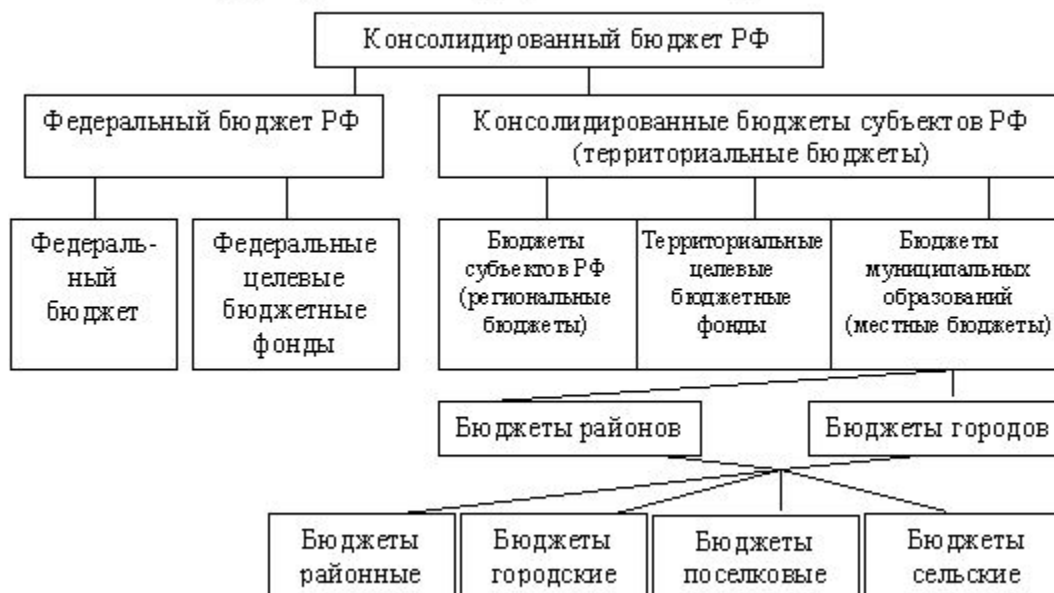 Консолидированный бюджет РФ
Федеральный бюджет РФ
Консолидированные бюджеты субъектов РФ
(территориальные бюджеты)
Федераль-
ный
бюджет
Федеральные
целевые
бюджетные
фонды
Бюджеты
субъектов РФ
(региональные
бюджеты)
Территориальные
целевые
бюджетные
фонды
Бюджеты
муниципальных
образований
(местные бюджеты)
Бюджеты районов
Бюджеты городов
Бюджеты
районные
Бюджеты
городские
Бюджеты
поселковые
Бюджеты
сельские